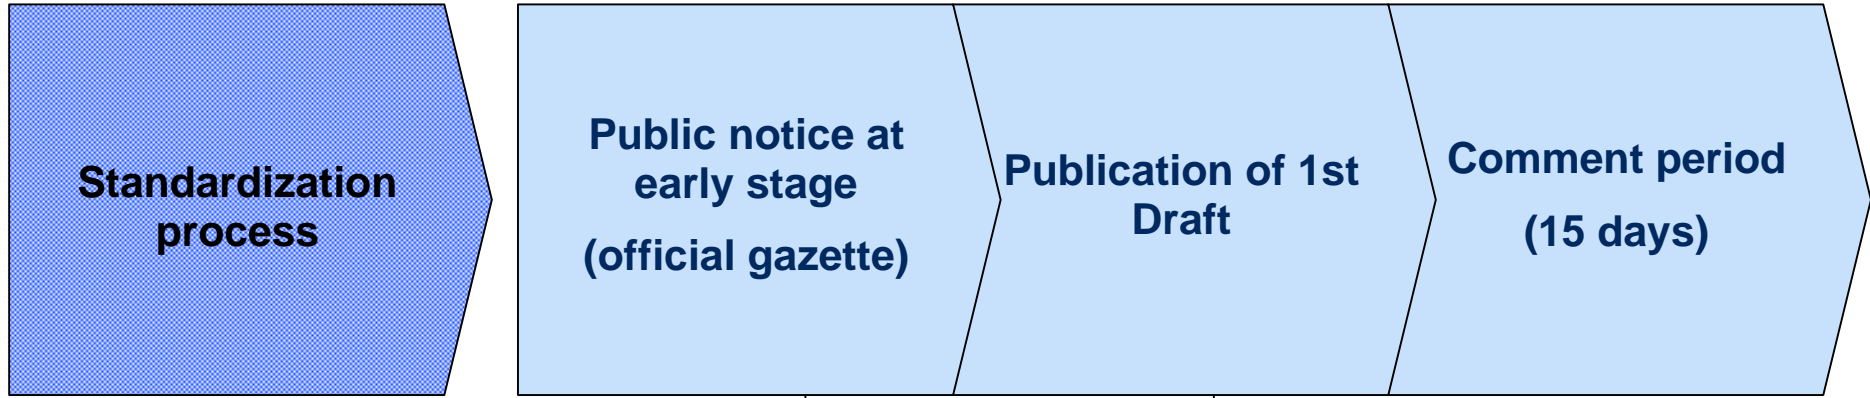 Standardization
process
Public notice at
early stage
(official gazette)
Publication of 1st
Draft
Comment period
(15 days)